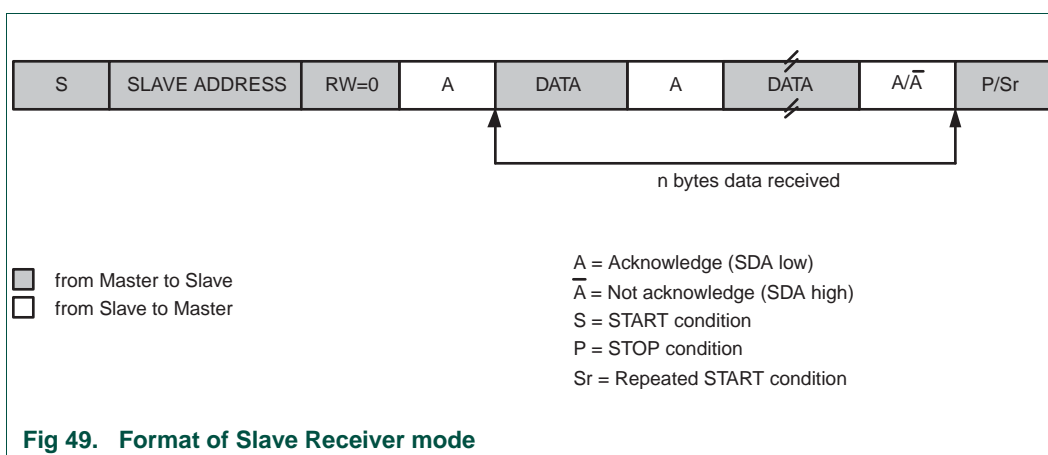 S SLAVE ADDRESS RW=0 A DATA A DATA A/A̅ P/Sr
n bytes data received
from Master to Slave
from Slave to Master
A = Acknowledge (SDA low)
A̅ = Not acknowledge (SDA high)
S = START condition
P = STOP condition
Sr = Repeated START condition
Fig 49. Format of Slave Receiver mode